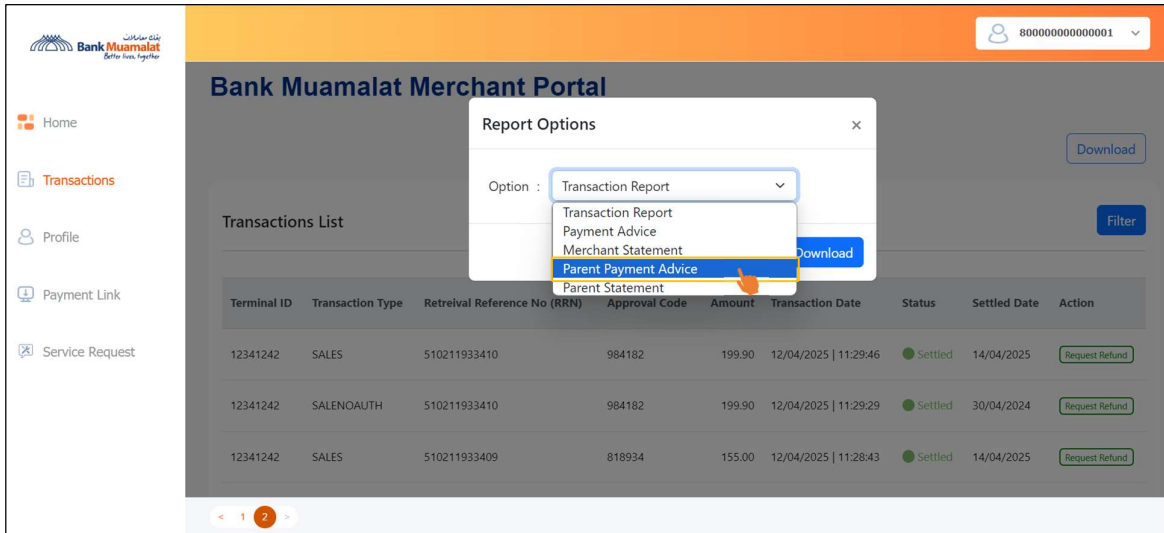 بنك معاملات
Bank Muamalat
Better lives, together
800000000000001
Bank Muamalat Merchant Portal
Home
Transactions
Profile
Payment Link
Service Request
Download
Report Options
×
Option :
Transaction Report
Transaction Report
Payment Advice
Merchant Statement
Parent Payment Advice
Parent Statement
Download
Transactions List
Filter
Terminal ID Transaction Type Retreival Reference No (RRN) Approval Code Amount Transaction Date Status Settled Date Action
12341242 SALES 510211933410 984182 199.90 12/04/2025 | 11:29:46 Settled 14/04/2025 Request Refund
12341242 SALENOAUTH 510211933410 984182 199.90 12/04/2025 | 11:29:29 Settled 30/04/2024 Request Refund
12341242 SALES 510211933409 818934 155.00 12/04/2025 | 11:28:43 Settled 14/04/2025 Request Refund
< 1 2 >